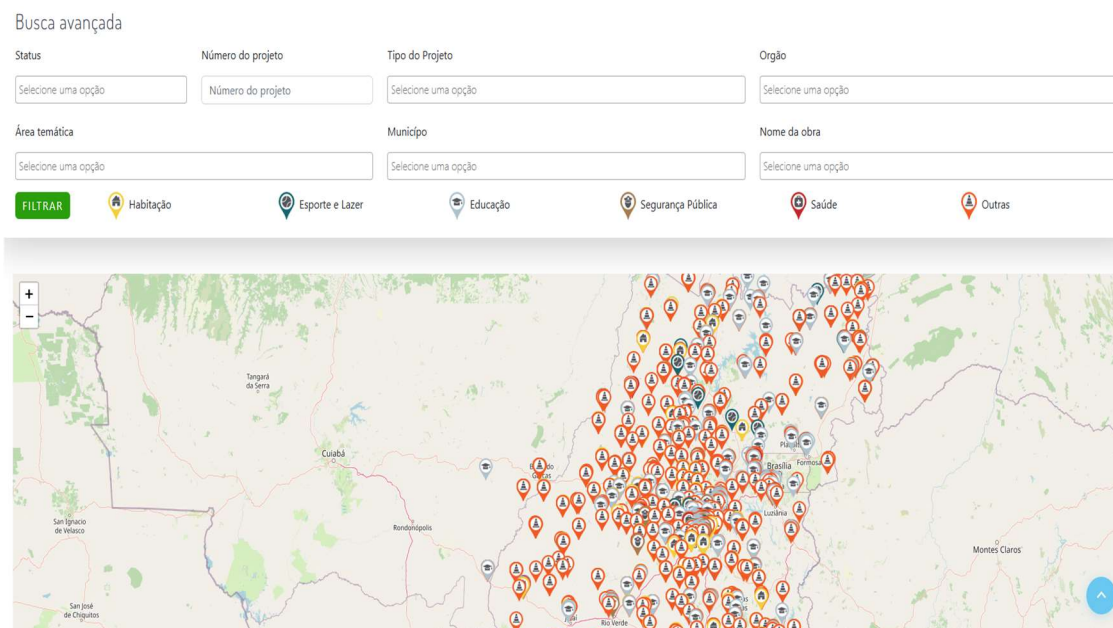 Busca avançada
Status Número do projeto Tipo do Projeto Orgão
Selecione uma opção Número do projeto Selecione uma opção Selecione uma opção
Área temática Municípo Nome da obra
Selecione uma opção Selecione uma opção Selecione uma opção
FILTRAR Habitação Esporte e Lazer Educação Segurança Pública Saúde Outras
+
−
Tangará
da Serra
Cuiabá
Brasília Formosa
San Ignacio
de Velasco
Rondonópolis
Luziânia
Montes Claros
San José
de Chiquitos
Rio Verde